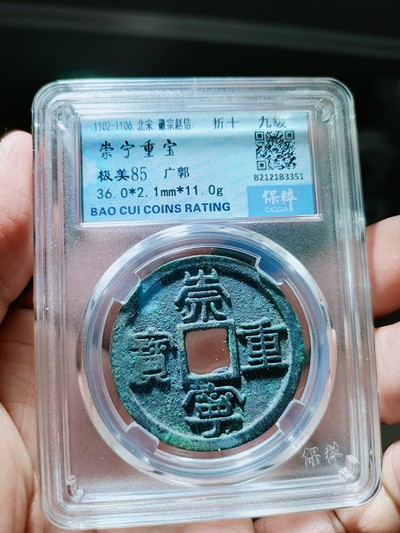 1102-1106.北宋.徽宗赵佶. 折十 九级
崇宁重宝
极美85 广郭
B2121B3351
36.0*2.1mm*11.0g
保粹
CCGA
BAO CUI COINS RATING
崇
寶 重
寧
保粹